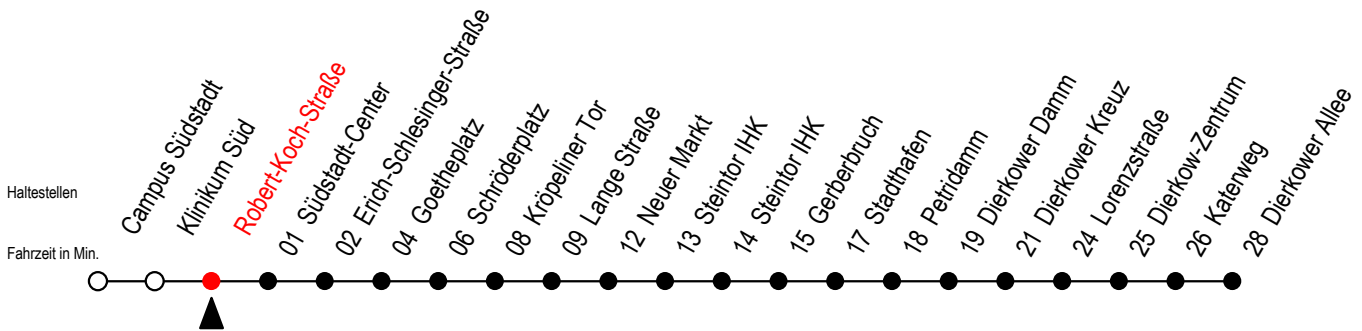 Haltestellen
Fahrzeit in Min.
Campus Südstadt
Klinikum Süd
Robert-Koch-Straße
01 Südstadt-Center
02 Erich-Schlesinger-Straße
04 Goetheplatz
06 Schröderplatz
08 Kröpeliner Tor
09 Lange Straße
12 Neuer Markt
13 Steintor IHK
14 Steintor IHK
15 Gerberbruch
17 Stadthafen
18 Petridamm
19 Dierkower Damm
21 Dierkower Kreuz
24 Lorenzstraße
25 Dierkow-Zentrum
26 Katerweg
28 Dierkower Allee